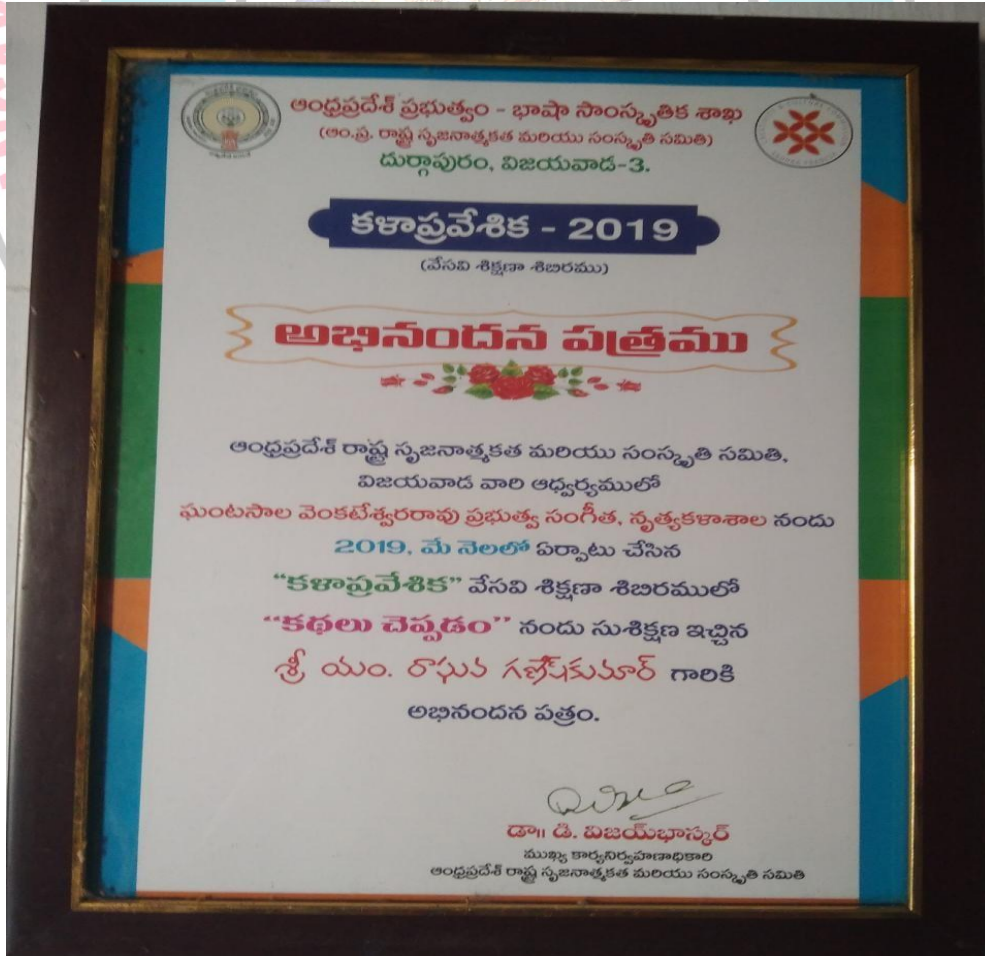 ఆంధ్రప్రదేశ్ ప్రభుత్వం - భాషా సాంస్కృతిక శాఖ
(ఆం.ప్ర. రాష్ట్ర సృజనాత్మకత మరియు సంస్కృతి సమితి)
దుర్గాపురం, విజయవాడ-3.
కళాప్రవేశిక - 2019
(వేసవి శిక్షణా శిబిరము)
అభినందన పత్రము
ఆంధ్రప్రదేశ్ రాష్ట్ర సృజనాత్మకత మరియు సంస్కృతి సమితి,
విజయవాడ వారి ఆధ్వర్యములో
ఘంటసాల వెంకటేశ్వరరావు ప్రభుత్వ సంగీత, నృత్యకళాశాల నందు
2019, మే నెలలో ఏర్పాటు చేసిన
“కళాప్రవేశిక” వేసవి శిక్షణా శిబిరములో
“కథలు చెప్పడం” నందు సుశిక్షణ ఇచ్చిన
శ్రీ యం. రాఘవ గణేష్‌కుమార్ గారికి
అభినందన పత్రం.
డా॥ డి. విజయ్‌భాస్కర్
ముఖ్య కార్యనిర్వహణాధికారి
ఆంధ్రప్రదేశ్ రాష్ట్ర సృజనాత్మకత మరియు సంస్కృతి సమితి